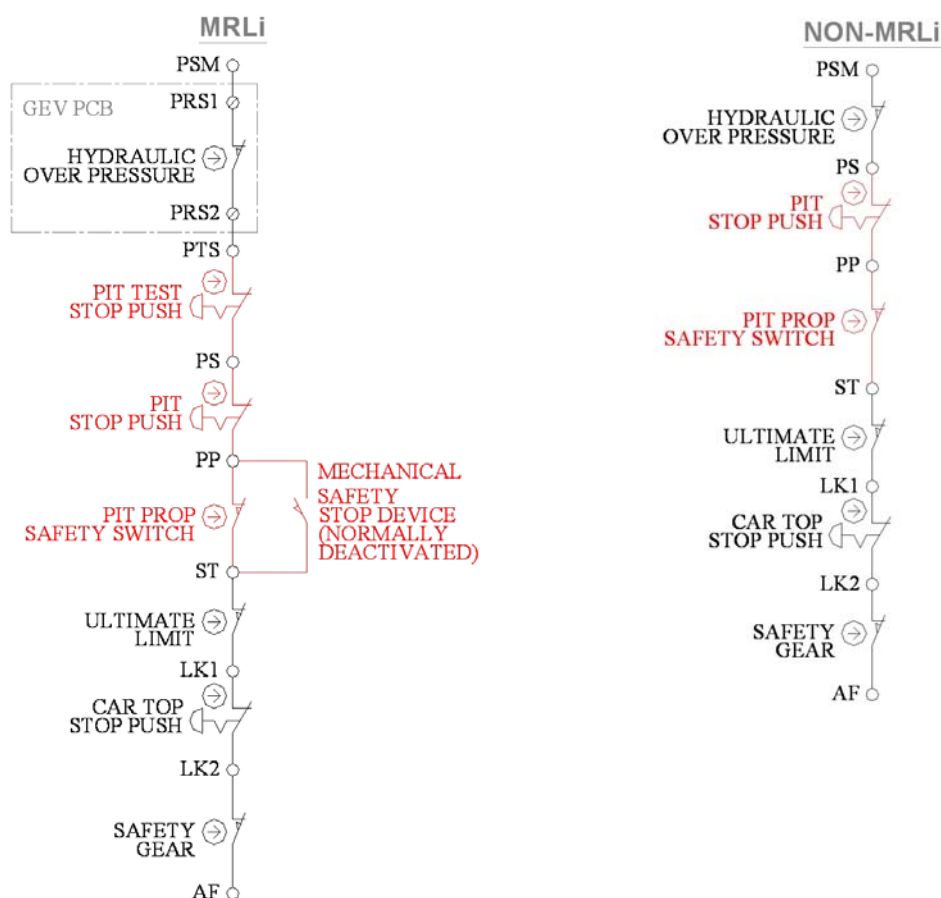 MRLi
PSM
PRS1
GEV PCB
HYDRAULIC
OVER PRESSURE
PRS2
PTS
PIT TEST
STOP PUSH
PS
PIT
STOP PUSH
PP
MECHANICAL
SAFETY
STOP DEVICE
(NORMALLY
DEACTIVATED)
PIT PROP
SAFETY SWITCH
ST
ULTIMATE
LIMIT
LK1
CAR TOP
STOP PUSH
LK2
SAFETY
GEAR
AF
NON-MRLi
PSM
HYDRAULIC
OVER PRESSURE
PS
PIT
STOP PUSH
PP
PIT PROP
SAFETY SWITCH
ST
ULTIMATE
LIMIT
LK1
CAR TOP
STOP PUSH
LK2
SAFETY
GEAR
AF